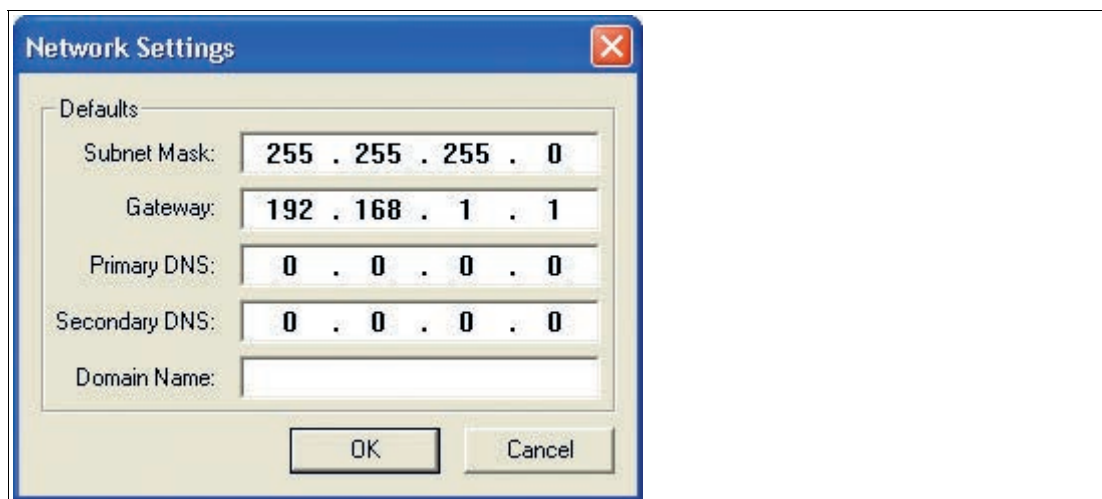 Network Settings
Defaults
Subnet Mask: 255 . 255 . 255 . 0
Gateway: 192 . 168 . 1 . 1
Primary DNS: 0 . 0 . 0 . 0
Secondary DNS: 0 . 0 . 0 . 0
Domain Name:
OK Cancel